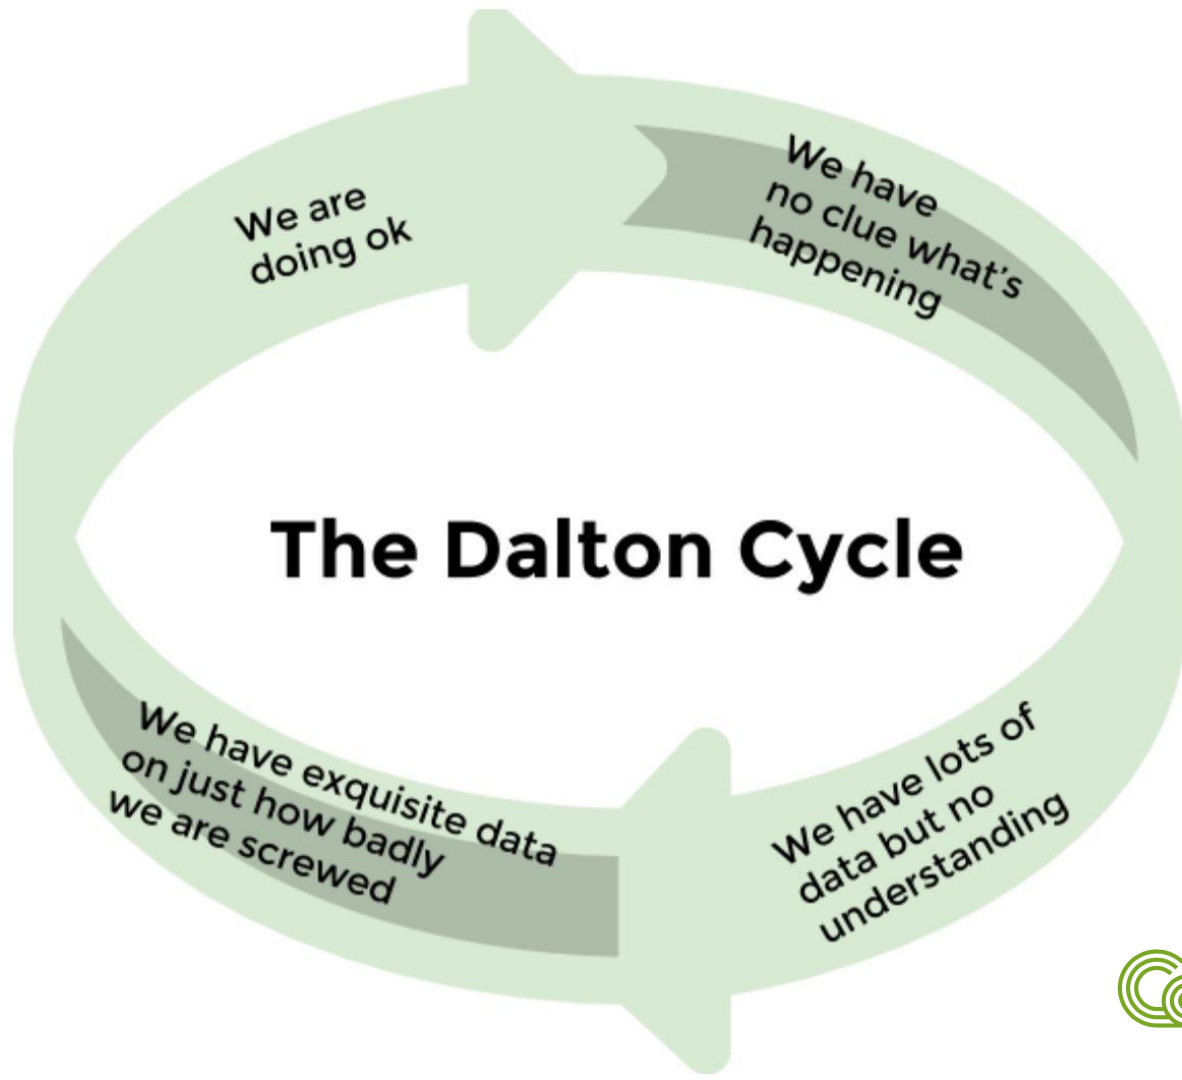 We are
doing ok
We have
no clue what's
happening
The Dalton Cycle
We have lots of
data but no
understanding
We have exquisite data
on just how badly
we are screwed